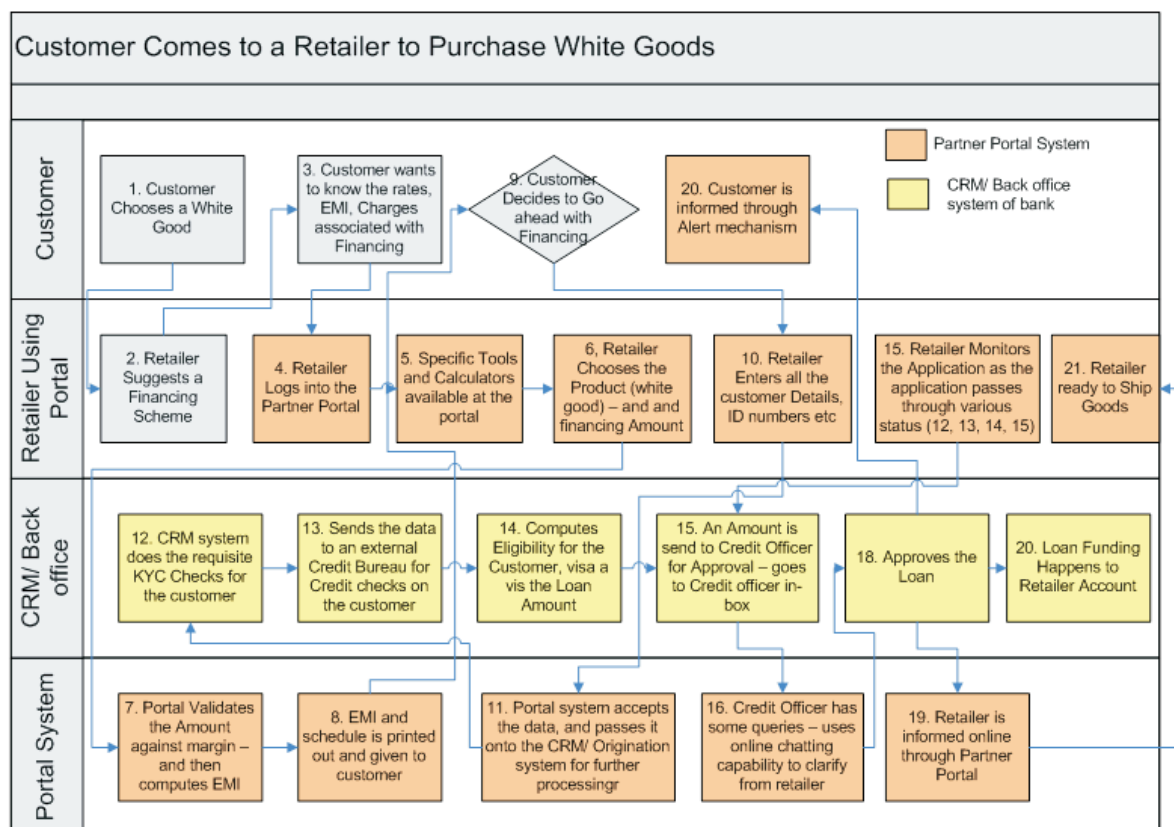 Customer Comes to a Retailer to Purchase White Goods
Customer
1. Customer
Chooses a White
Good
3. Customer wants
to know the rates,
EMI, Charges
associated with
Financing
9. Customer
Decides to Go
ahead with
Financing
20. Customer is
informed through
Alert mechanism
Partner Portal System
CRM/ Back office
system of bank
Retailer Using
Portal
2. Retailer
Suggests a
Financing
Scheme
4. Retailer
Logs into the
Partner Portal
5. Specific Tools
and Calculators
available at the
portal
6, Retailer
Chooses the
Product (white
good) – and and
financing Amount
10. Retailer
Enters all the
customer Details,
ID numbers etc
15. Retailer Monitors
the Application as the
application passes
through various
status (12, 13, 14, 15)
21. Retailer
ready to Ship
Goods
CRM/ Back
office
12. CRM system
does the requisite
KYC Checks for
the customer
13. Sends the data
to an external
Credit Bureau for
Credit checks on
the customer
14. Computes
Eligibility for the
Customer, visa a
vis the Loan
Amount
15. An Amount is
send to Credit Officer
for Approval – goes
to Credit officer in-
box
18. Approves the
Loan
20. Loan Funding
Happens to
Retailer Account
Portal System
7. Portal Validates
the Amount
against margin –
and then
computes EMI
8. EMI and
schedule is printed
out and given to
customer
11. Portal system accepts
the data, and passes it
onto the CRM/ Origination
system for further
processingr
16. Credit Officer has
some queries – uses
online chatting
capability to clarify
from retailer
19. Retailer is
informed online
through Partner
Portal